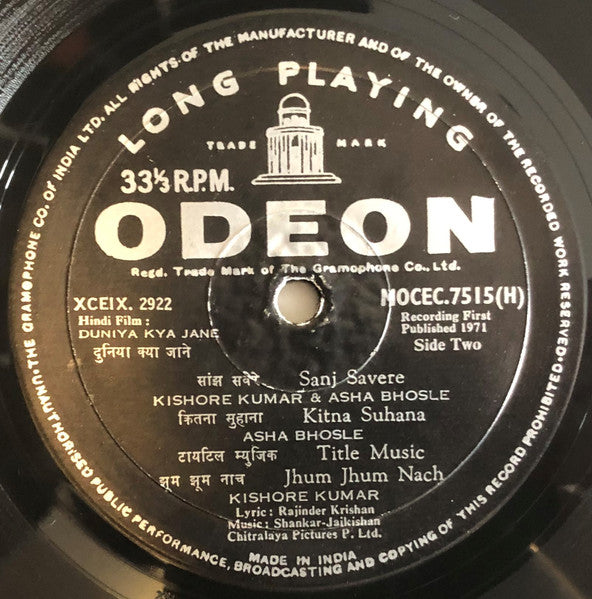 LONG PLAYING
TRADE MARK
33⅓ R.P.M.
ODEON
Regd. Trade Mark of The Gramophone Co., Ltd.
XCEIX. 2922
MOCEC.7515(H)
Hindi Film :
DUNIYA KYA JANE
दुनिया क्या जाने
Recording First
Published 1971
Side Two
सांझ सवेरे Sanj Savere
KISHORE KUMAR & ASHA BHOSLE
कितना सुहाना Kitna Suhana
ASHA BHOSLE
टायटिल म्युजिक Title Music
झूम झूम नाच Jhum Jhum Nach
KISHORE KUMAR
Lyric : Rajinder Krishan
Music : Shankar-Jaikishan
Chitralaya Pictures P. Ltd.
MADE IN INDIA
THE GRAMOPHONE CO. OF INDIA LTD. ALL RIGHTS OF THE MANUFACTURER AND OF THE OWNER OF THE RECORDED WORK RESERVED
UNAUTHORISED PUBLIC PERFORMANCE, BROADCASTING AND COPYING OF THIS RECORD PROHIBITED.